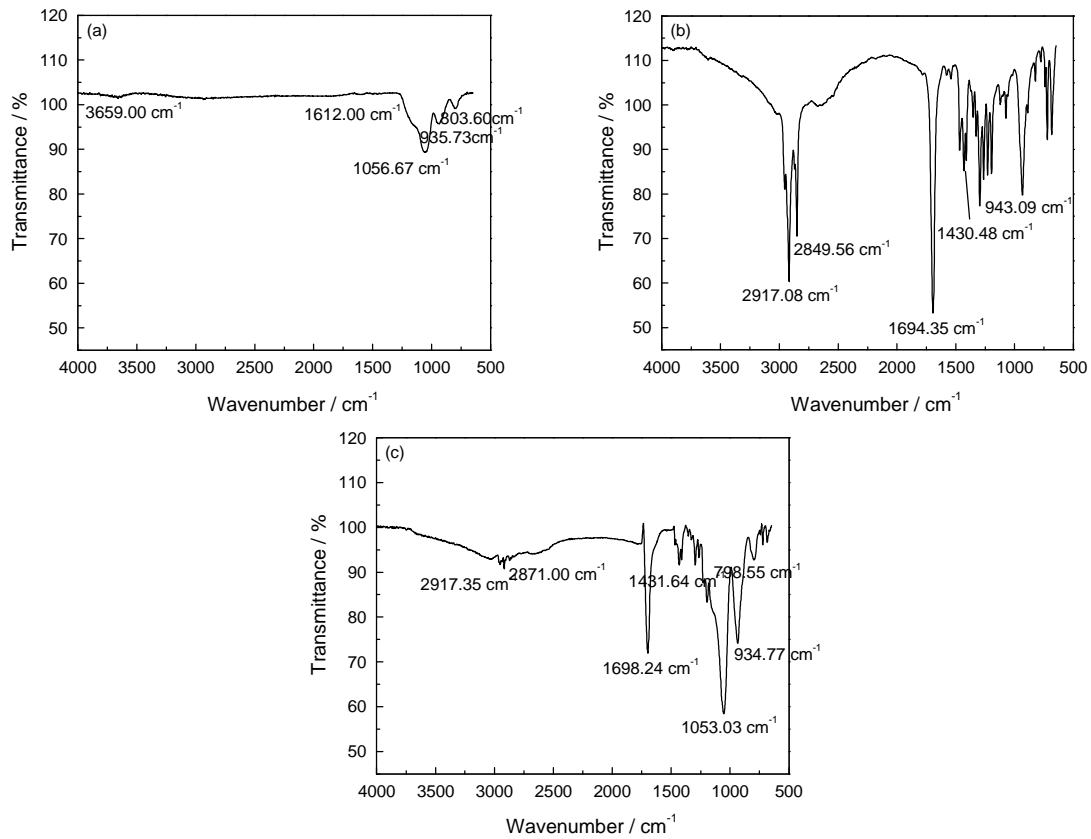 (a)
120
110
100
90
80
70
60
50
3659.00 cm⁻¹
1612.00 cm⁻¹
803.60cm⁻¹
935.73cm⁻¹
1056.67 cm⁻¹
4000 3500 3000 2500 2000 1500 1000 500
Transmittance / %
Wavenumber / cm⁻¹
(b)
120
110
100
90
80
70
60
50
2849.56 cm⁻¹
2917.08 cm⁻¹
1694.35 cm⁻¹
943.09 cm⁻¹
1430.48 cm⁻¹
4000 3500 3000 2500 2000 1500 1000 500
Transmittance / %
Wavenumber / cm⁻¹
(c)
120
110
100
90
80
70
60
50
2917.35 cm⁻¹
2871.00 cm⁻¹
1431.64 cm⁻¹
798.55 cm⁻¹
1698.24 cm⁻¹
934.77 cm⁻¹
1053.03 cm⁻¹
4000 3500 3000 2500 2000 1500 1000 500
Transmittance / %
Wavenumber / cm⁻¹